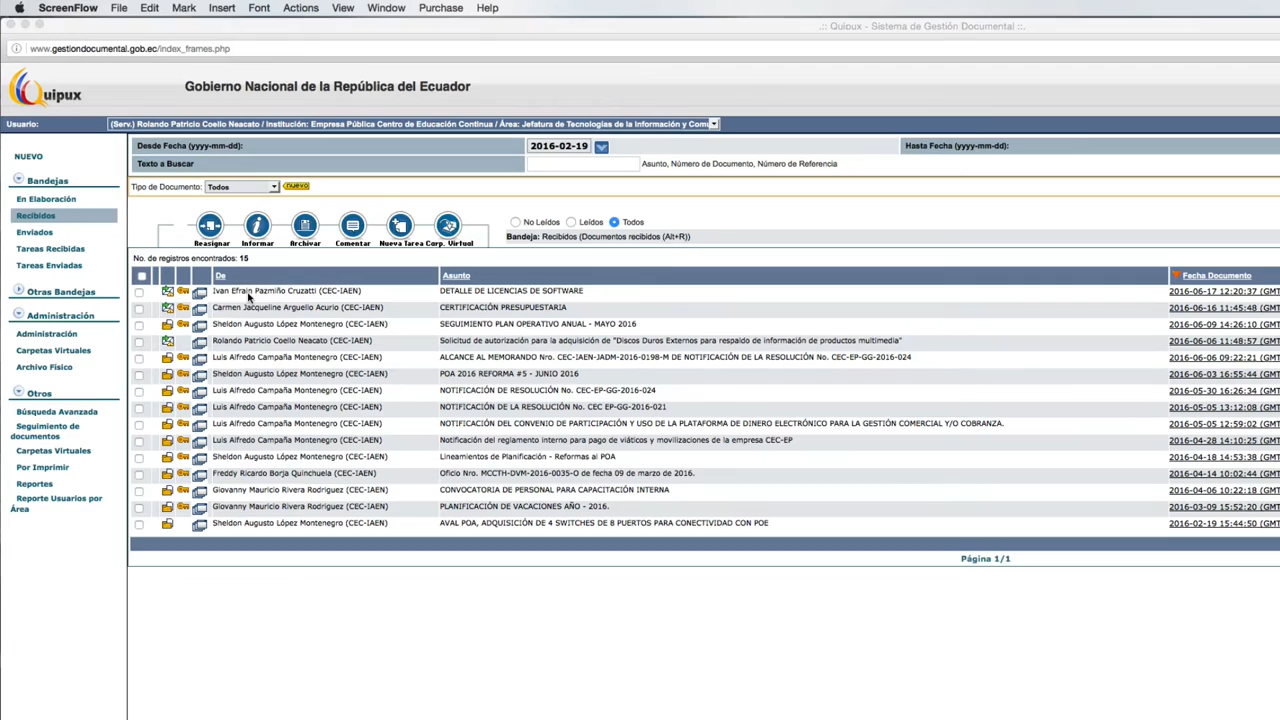 ScreenFlow File Edit Mark Insert Font Actions View Window Purchase Help
.:: Quipux - Sistema de Gestión Documental ::.
www.gestiondocumental.gob.ec/index_frames.php
Quipux Gobierno Nacional de la República del Ecuador
Usuario: (Serv.) Rolando Patricio Coello Neacato / Institución: Empresa Pública Centro de Educación Continua / Área: Jefatura de Tecnologías de la Información y Comu
Desde Fecha (yyyy-mm-dd): 2016-02-19 Hasta Fecha (yyyy-mm-dd):
Texto a Buscar Asunto, Número de Documento, Número de Referencia
Tipo de Documento: Todos nuevo
Reasignar Informar Archivar Comentar Nueva Tarea Carp. Virtual
No Leídos Leídos Todos
Bandeja: Recibidos (Documentos recibidos (Alt+R))
NUEVO
Bandejas
En Elaboración
Recibidos
Enviados
Tareas Recibidas
Tareas Enviadas
Otras Bandejas
Administración
Administración
Carpetas Virtuales
Archivo Físico
Otros
Búsqueda Avanzada
Seguimiento de
documentos
Carpetas Virtuales
Por Imprimir
Reportes
Reporte Usuarios por
Área
No. de registros encontrados: 15
De Asunto Fecha Documento
Ivan Efrain Pazmiño Cruzatti (CEC-IAEN) DETALLE DE LICENCIAS DE SOFTWARE 2016-06-17 12:20:37 (GMT
Carmen Jacqueline Arguello Acurio (CEC-IAEN) CERTIFICACIÓN PRESUPUESTARIA 2016-06-16 11:45:48 (GMT
Sheldon Augusto López Montenegro (CEC-IAEN) SEGUIMIENTO PLAN OPERATIVO ANUAL - MAYO 2016 2016-06-09 14:26:10 (GMT
Rolando Patricio Coello Neacato (CEC-IAEN) Solicitud de autorización para la adquisición de "Discos Duros Externos para respaldo de información de productos multimedia" 2016-06-06 11:48:57 (GMT
Luis Alfredo Campaña Montenegro (CEC-IAEN) ALCANCE AL MEMORANDO Nro. CEC-IAEN-JADM-2016-0198-M DE NOTIFICACIÓN DE LA RESOLUCIÓN No. CEC-EP-GG-2016-024 2016-06-06 09:22:21 (GMT
Sheldon Augusto López Montenegro (CEC-IAEN) POA 2016 REFORMA #5 - JUNIO 2016 2016-06-03 16:55:44 (GMT
Luis Alfredo Campaña Montenegro (CEC-IAEN) NOTIFICACIÓN DE RESOLUCIÓN No. CEC-EP-GG-2016-024 2016-05-30 16:26:34 (GMT
Luis Alfredo Campaña Montenegro (CEC-IAEN) NOTIFICACIÓN DE LA RESOLUCIÓN No. CEC EP-GG-2016-021 2016-05-05 13:12:08 (GMT
Luis Alfredo Campaña Montenegro (CEC-IAEN) NOTIFICACIÓN DEL CONVENIO DE PARTICIPACIÓN Y USO DE LA PLATAFORMA DE DINERO ELECTRÓNICO PARA LA GESTIÓN COMERCIAL Y/O COBRANZA. 2016-05-05 12:59:02 (GMT
Luis Alfredo Campaña Montenegro (CEC-IAEN) Notificación del reglamento interno para pago de viáticos y movilizaciones de la empresa CEC-EP 2016-04-28 14:10:25 (GMT
Sheldon Augusto López Montenegro (CEC-IAEN) Lineamientos de Planificación - Reformas al POA 2016-04-18 14:53:38 (GMT
Freddy Ricardo Borja Quinchuela (CEC-IAEN) Oficio Nro. MCCTH-DVM-2016-0035-O de fecha 09 de marzo de 2016. 2016-04-14 10:02:44 (GMT
Giovanny Mauricio Rivera Rodriguez (CEC-IAEN) CONVOCATORIA DE PERSONAL PARA CAPACITACIÓN INTERNA 2016-04-06 10:22:18 (GMT
Giovanny Mauricio Rivera Rodriguez (CEC-IAEN) PLANIFICACIÓN DE VACACIONES AÑO - 2016. 2016-03-09 15:52:20 (GMT
Sheldon Augusto López Montenegro (CEC-IAEN) AVAL POA, ADQUISICIÓN DE 4 SWITCHES DE 8 PUERTOS PARA CONECTIVIDAD CON POE 2016-02-19 15:44:50 (GMT
Página 1/1